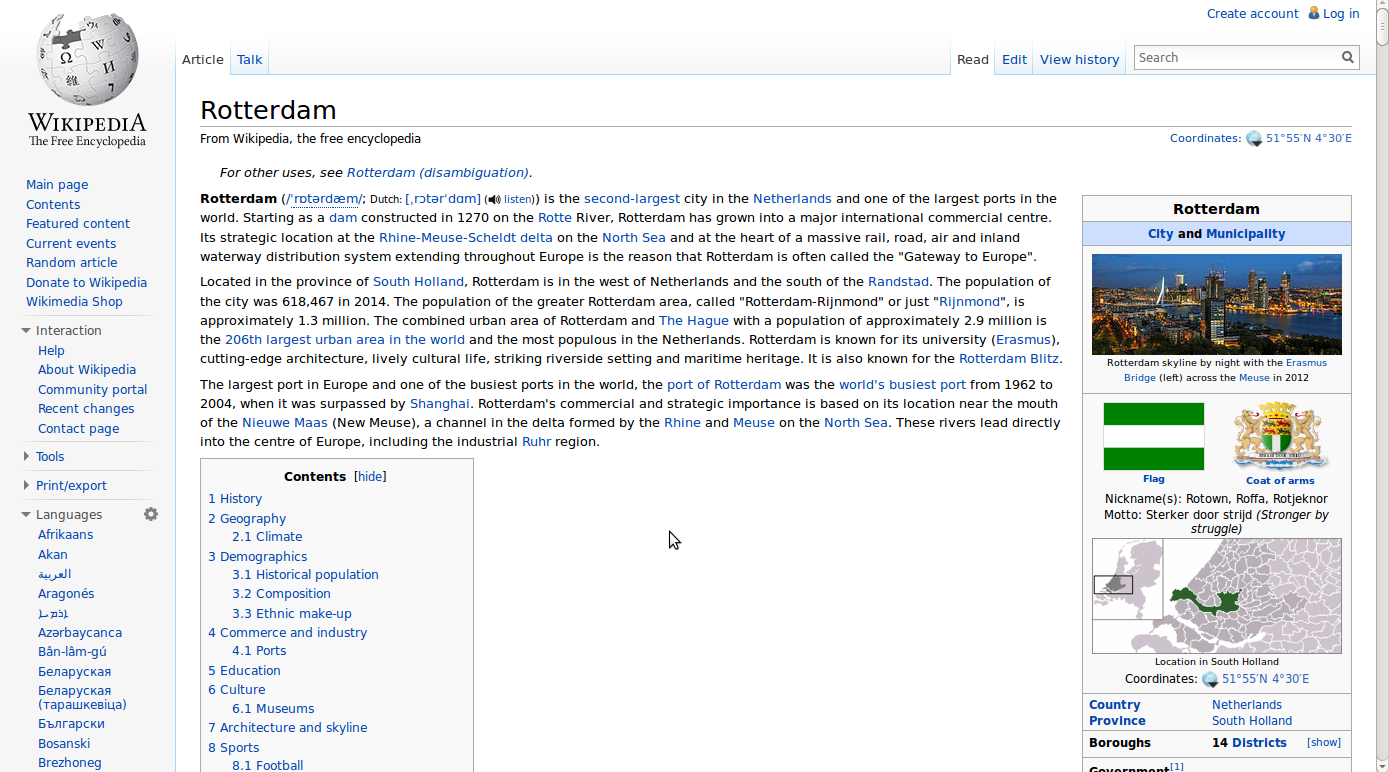 Create account Log in
WIKIPEDIA
The Free Encyclopedia
Main page
Contents
Featured content
Current events
Random article
Donate to Wikipedia
Wikimedia Shop
Interaction
Help
About Wikipedia
Community portal
Recent changes
Contact page
Tools
Print/export
Languages
Afrikaans
Akan
العربية
Aragonés
Azərbaycanca
Bân-lâm-gú
Беларуская
Беларуская
(тарашкевіца)
Български
Bosanski
Brezhoneg
Article Talk
Read Edit View history Search
Rotterdam
From Wikipedia, the free encyclopedia
Coordinates: 51°55′N 4°30′E
For other uses, see Rotterdam (disambiguation).
Rotterdam (/ˈrɒtərdæm/; Dutch: [ˌrɔtərˈdɑm] (listen)) is the second-largest city in the Netherlands and one of the largest ports in the
world. Starting as a dam constructed in 1270 on the Rotte River, Rotterdam has grown into a major international commercial centre.
Its strategic location at the Rhine-Meuse-Scheldt delta on the North Sea and at the heart of a massive rail, road, air and inland
waterway distribution system extending throughout Europe is the reason that Rotterdam is often called the "Gateway to Europe".
Located in the province of South Holland, Rotterdam is in the west of Netherlands and the south of the Randstad. The population of
the city was 618,467 in 2014. The population of the greater Rotterdam area, called "Rotterdam-Rijnmond" or just "Rijnmond", is
approximately 1.3 million. The combined urban area of Rotterdam and The Hague with a population of approximately 2.9 million is
the 206th largest urban area in the world and the most populous in the Netherlands. Rotterdam is known for its university (Erasmus),
cutting-edge architecture, lively cultural life, striking riverside setting and maritime heritage. It is also known for the Rotterdam Blitz.
The largest port in Europe and one of the busiest ports in the world, the port of Rotterdam was the world's busiest port from 1962 to
2004, when it was surpassed by Shanghai. Rotterdam's commercial and strategic importance is based on its location near the mouth
of the Nieuwe Maas (New Meuse), a channel in the delta formed by the Rhine and Meuse on the North Sea. These rivers lead directly
into the centre of Europe, including the industrial Ruhr region.
Contents [hide]
1 History
2 Geography
2.1 Climate
3 Demographics
3.1 Historical population
3.2 Composition
3.3 Ethnic make-up
4 Commerce and industry
4.1 Ports
5 Education
6 Culture
6.1 Museums
7 Architecture and skyline
8 Sports
8.1 Football
Rotterdam
City and Municipality
Rotterdam skyline by night with the Erasmus
Bridge (left) across the Meuse in 2012
Flag
Coat of arms
Nickname(s): Rotown, Roffa, Rotjeknor
Motto: Sterker door strijd (Stronger by
struggle)
Location in South Holland
Coordinates: 51°55′N 4°30′E
Country Netherlands
Province South Holland
Boroughs 14 Districts [show]
Government[1]